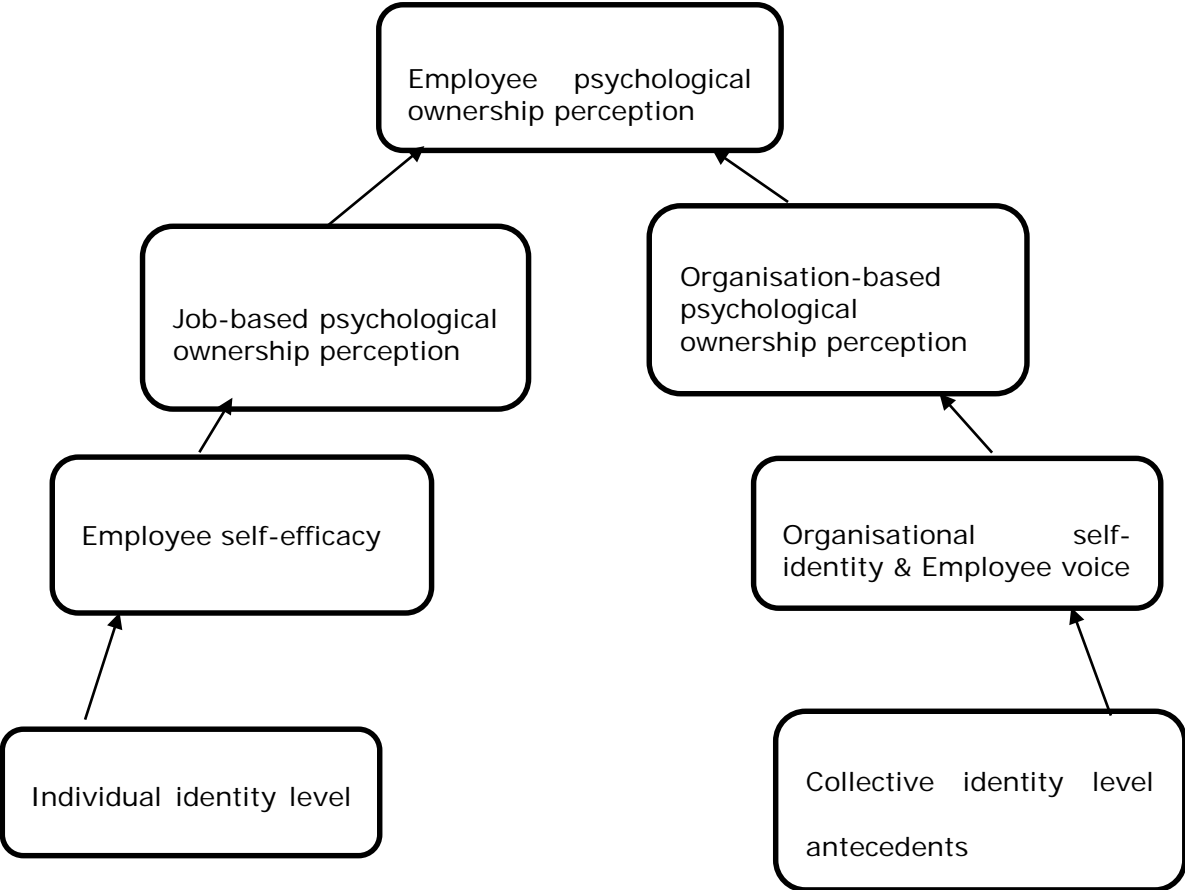 Employee psychological
ownership perception
Job-based psychological
ownership perception
Organisation-based
psychological
ownership perception
Employee self-efficacy
Organisational self-
identity & Employee voice
Individual identity level
Collective identity level
antecedents